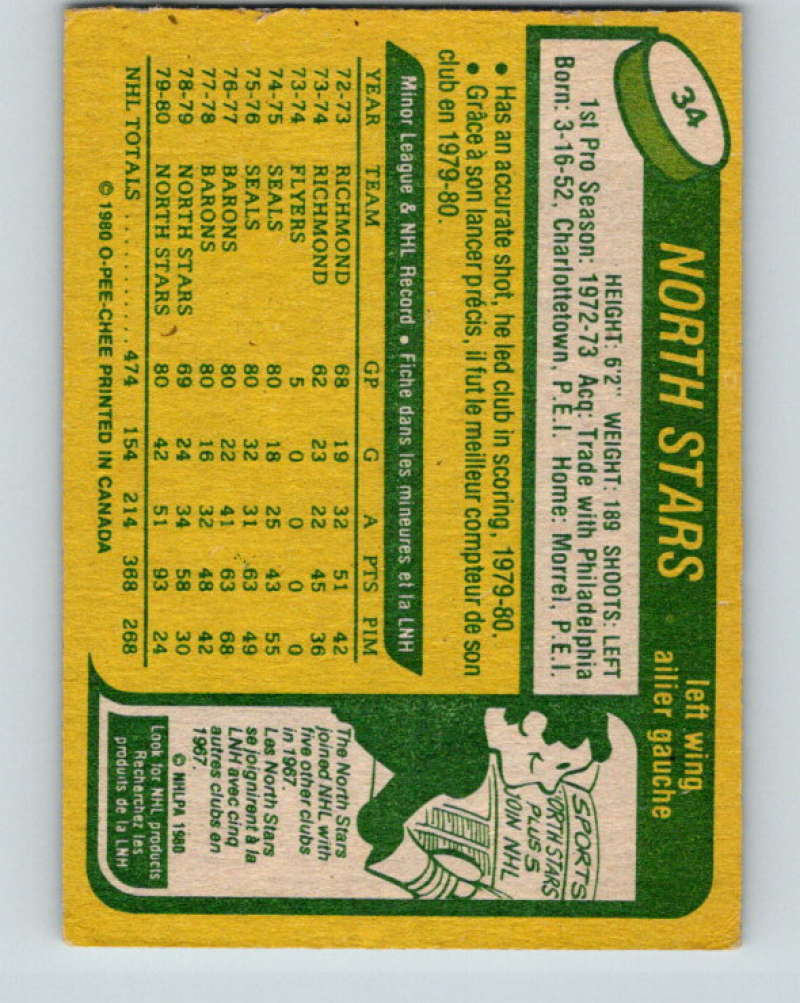 34
NORTH STARS
left wing
ailier gauche
HEIGHT: 6'2" WEIGHT: 189 SHOOTS: LEFT
1st Pro Season: 1972-73 Acq: Trade with Philadelphia
Born: 3-16-52, Charlottetown, P.E.I. Home: Morrel, P.E.I.
• Has an accurate shot, he led club in scoring, 1979-80.
• Grâce à son lancer précis, il fut le meilleur compteur de son
club en 1979-80.
Minor League & NHL Record • Fiche dans les mineures et la LNH
YEAR TEAM GP G A PTS PIM
72-73 RICHMOND 68 19 32 51 42
73-74 RICHMOND 62 23 22 45 36
73-74 FLYERS 5 0 0 0 0
74-75 SEALS 80 18 25 43 55
75-76 SEALS 80 32 31 63 49
76-77 BARONS 80 22 41 63 68
77-78 BARONS 80 16 32 48 42
78-79 NORTH STARS 69 24 34 58 30
79-80 NORTH STARS 80 42 51 93 24
NHL TOTALS ............ 474 154 214 368 268
© 1980 O-PEE-CHEE PRINTED IN CANADA
SPORTS
NORTH STARS
PLUS 5
JOIN NHL
The North Stars
joined NHL with
five other clubs
in 1967.
Les North Stars
se joignirent à la
LNH avec cinq
autres clubs en
1967.
© NHLPA 1980
Look for NHL products
Recherchez les
produits de la LNH